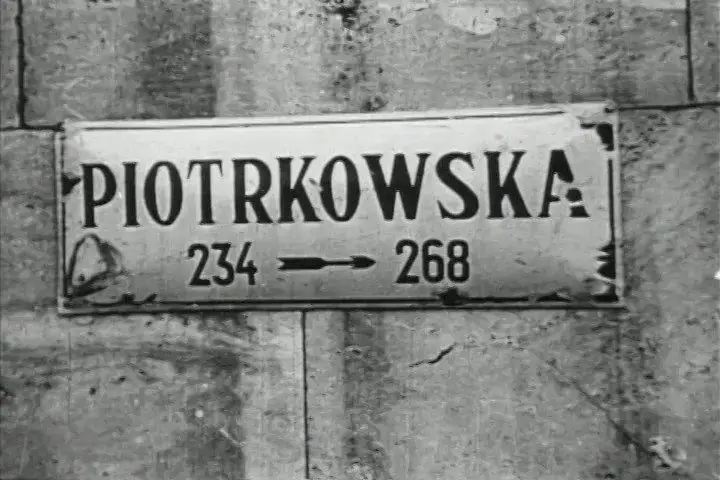 PIOTRKOWSKA
234 → 268